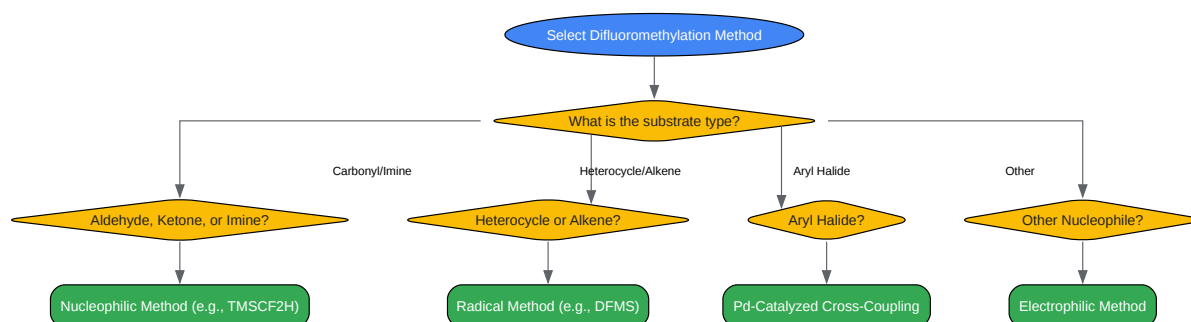 Select Difluoromethylation Method
What is the substrate type?
Carbonyl/Imine
Heterocycle/Alkene
Aryl Halide
Other
Aldehyde, Ketone, or Imine?
Heterocycle or Alkene?
Aryl Halide?
Other Nucleophile?
Nucleophilic Method (e.g., TMSCF2H)
Radical Method (e.g., DFMS)
Pd-Catalyzed Cross-Coupling
Electrophilic Method